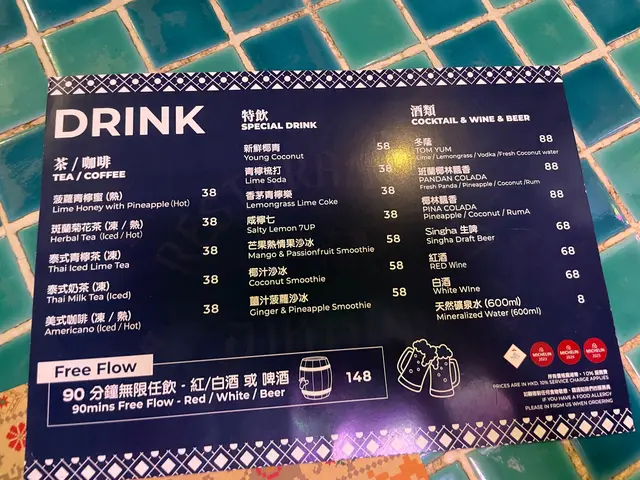 DRINK
茶 / 咖啡
TEA / COFFEE
菠蘿青檸蜜 (熱) 38
Lime Honey with Pineapple (Hot)
斑蘭菊花茶 (凍 / 熱) 38
Herbal Tea (Iced / Hot)
泰式青檸茶 (凍) 38
Thai Iced Lime Tea
泰式奶茶 (凍) 38
Thai Milk Tea (Iced)
美式咖啡 (凍 / 熱) 38
Americano (Iced / Hot)
特飲
SPECIAL DRINK
新鮮椰青 58
Young Coconut
青檸梳打 38
Lime Soda
香茅青檸樂 38
Lemongrass Lime Coke
咸檸七 38
Salty Lemon 7UP
芒果熱情果沙冰 58
Mango & Passionfruit Smoothie
椰汁沙冰 58
Coconut Smoothie
薑汁菠蘿沙冰 58
Ginger & Pineapple Smoothie
酒類
COCKTAIL & WINE & BEER
冬蔭 88
TOM YUM
Lime / Lemongrass / Vodka / Fresh Coconut water
班蘭椰林飄香 88
PANDAN COLADA
Fresh Panda / Pineapple / Coconut / Rum
椰林飄香 88
PINA COLADA
Pineapple / Coconut / RumA
Singha 生啤 68
Singha Draft Beer
紅酒 68
RED Wine
白酒 68
White Wine
天然礦泉水 (600ml) 8
Mineralized Water (600ml)
Free Flow
90 分鐘無限任飲 - 紅/白酒 或 啤酒 148
90mins Free Flow - Red / White / Beer
MICHELIN
MICHELIN
MICHELIN
PRICES ARE IN HKD. 10% SERVICE CHARGE APPLIES
IF YOU HAVE A FOOD ALLERGY
PLEASE IN FROM US WHEN ORDERING